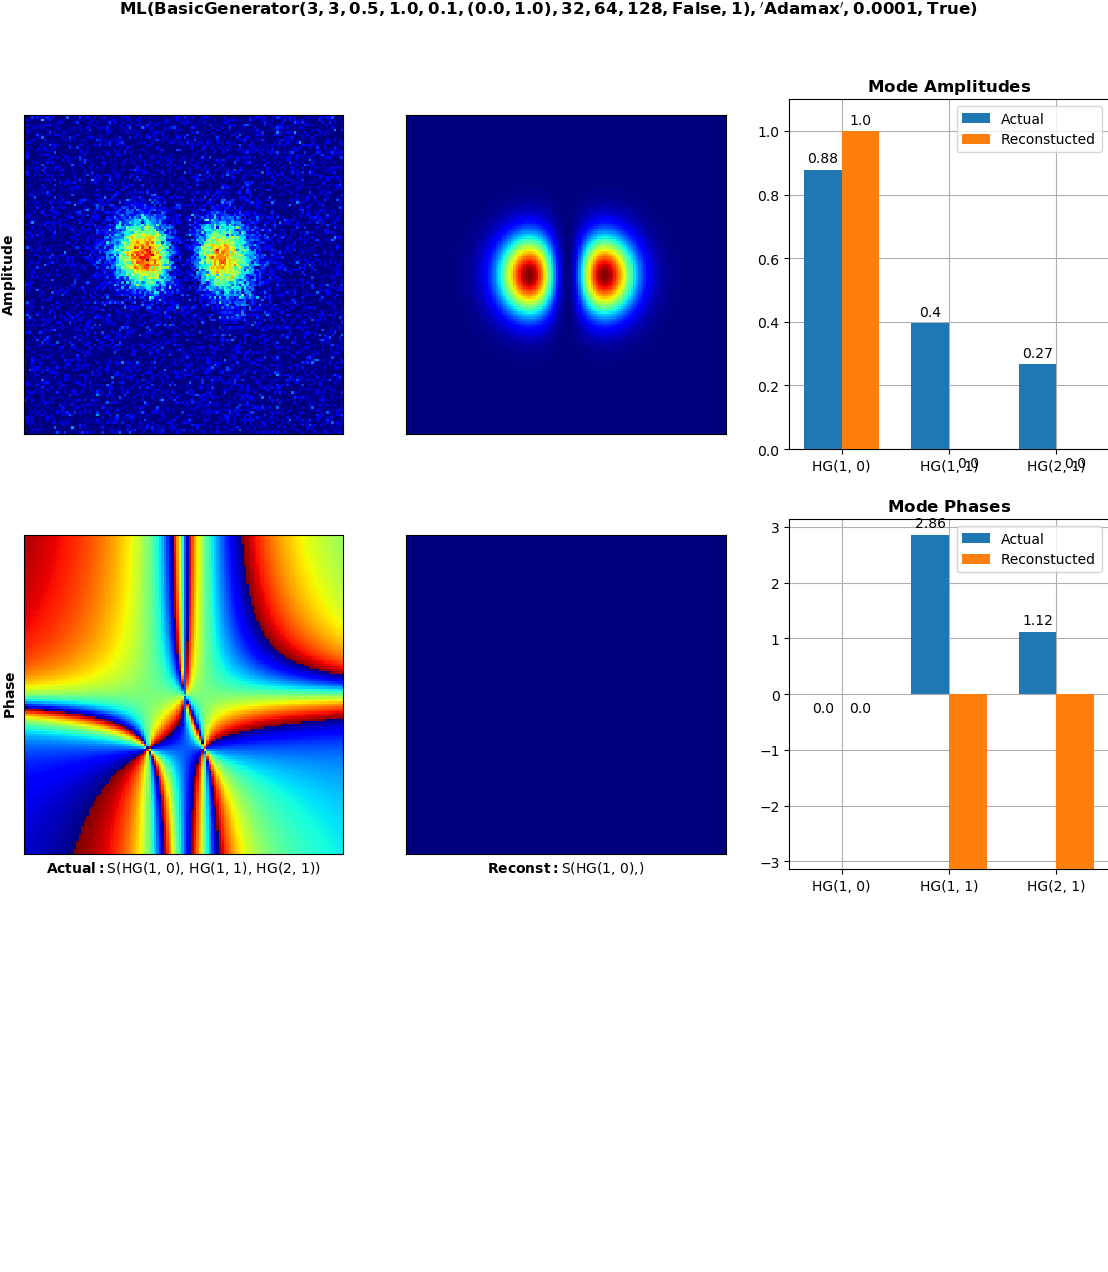 ML(BasicGenerator(3, 3, 0.5, 1.0, 0.1, (0.0, 1.0), 32, 64, 128, False, 1), ′Adamax′, 0.0001, True)
Amplitude
Mode Amplitudes
Actual
Reconstucted
1.0
0.8
0.6
0.4
0.2
0.0
0.88
1.0
0.4
0.0
0.27
0.0
HG(1, 0)
HG(1, 1)
HG(2, 1)
Phase
Actual: S(HG(1, 0), HG(1, 1), HG(2, 1))
Reconst: S(HG(1, 0),)
Mode Phases
Actual
Reconstucted
3
2
1
0
−1
−2
−3
0.0
0.0
2.86
1.12
HG(1, 0)
HG(1, 1)
HG(2, 1)